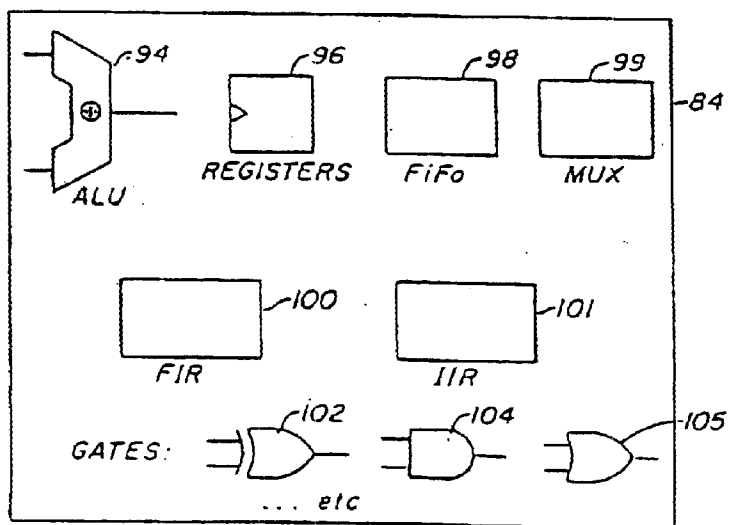 94
96
98
99
84
ALU
REGISTERS
FiFo
MUX
100
101
FIR
IIR
GATES:
102
104
105
... etc